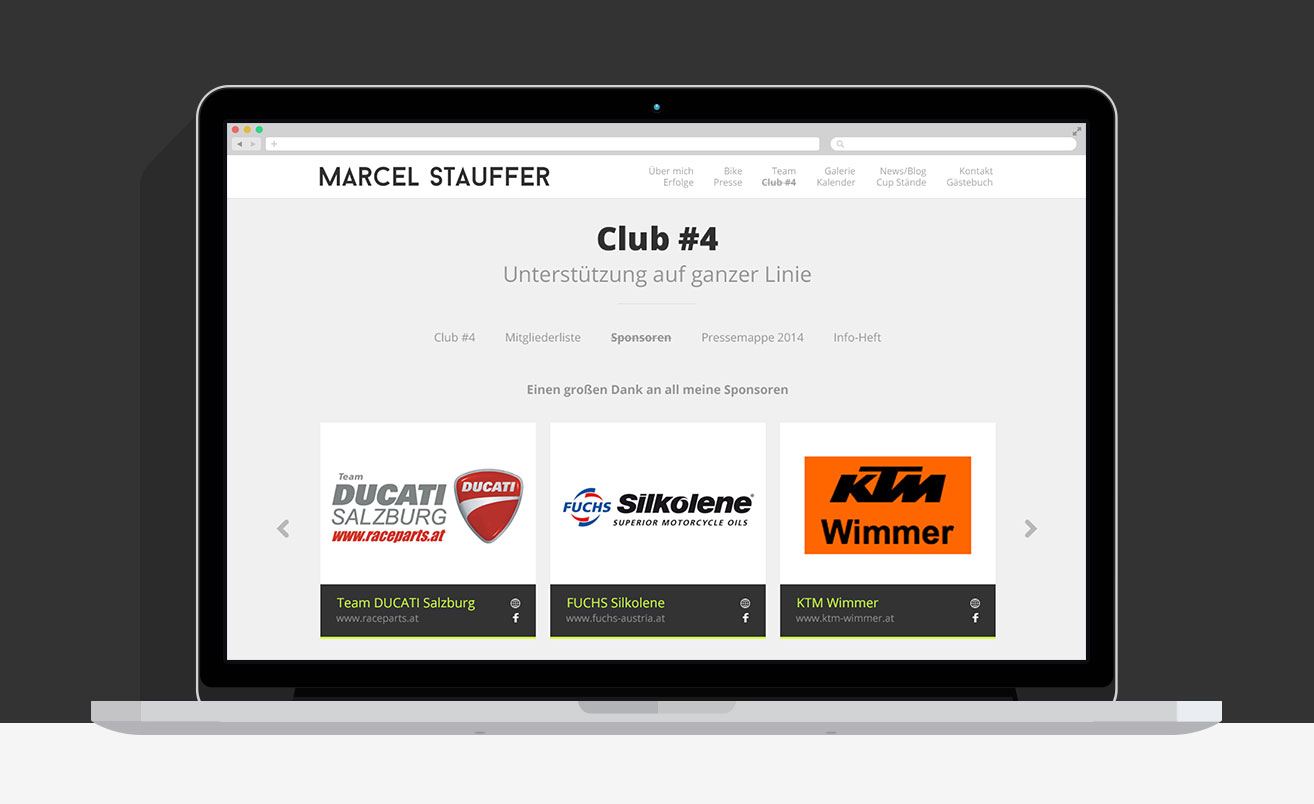 MARCEL STAUFFER
Über mich Bike Team Galerie News/Blog Kontakt
Erfolge Presse Club #4 Kalender Cup Stände Gästebuch
Club #4
Unterstützung auf ganzer Linie
Club #4 Mitgliederliste Sponsoren Pressemappe 2014 Info-Heft
Einen großen Dank an all meine Sponsoren
Team
DUCATI
SALZBURG
www.raceparts.at
DUCATI
FUCHS Silkolene®
SUPERIOR MOTORCYCLE OILS
KTM
Wimmer
Team DUCATI Salzburg
www.raceparts.at
FUCHS Silkolene
www.fuchs-austria.at
KTM Wimmer
www.ktm-wimmer.at